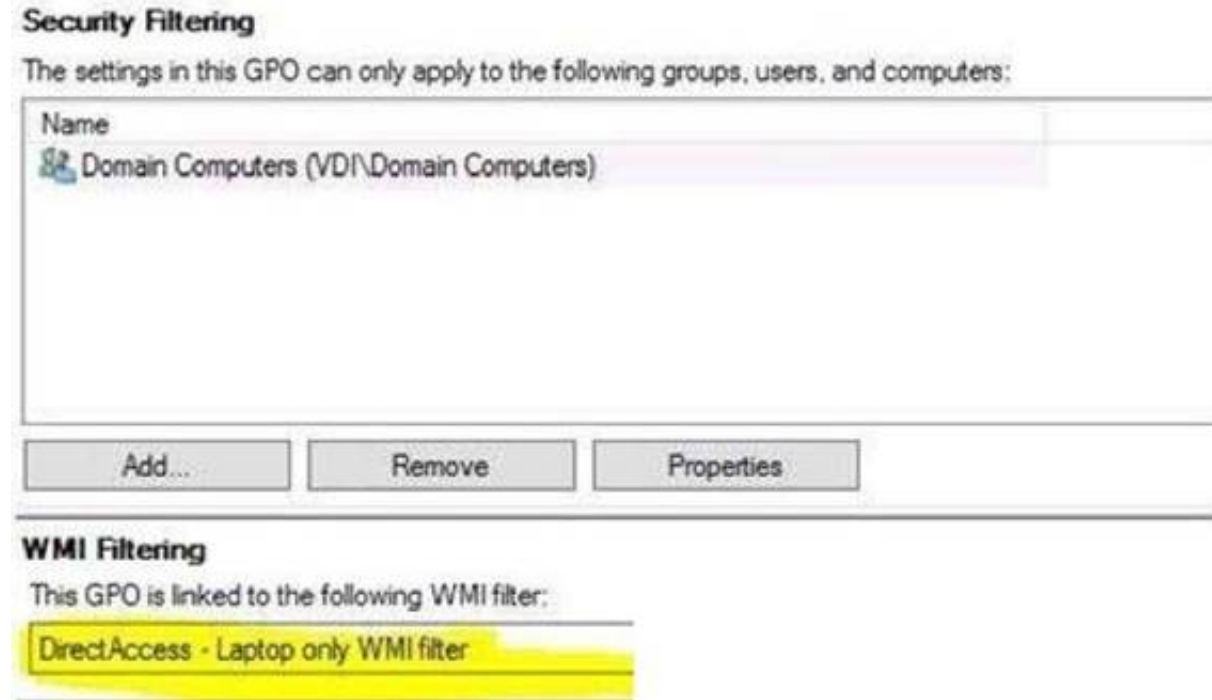 Security Filtering
The settings in this GPO can only apply to the following groups, users, and computers:
Name
Domain Computers (VDI\Domain Computers)
Add...
Remove
Properties
WMI Filtering
This GPO is linked to the following WMI filter:
DirectAccess - Laptop only WMI filter